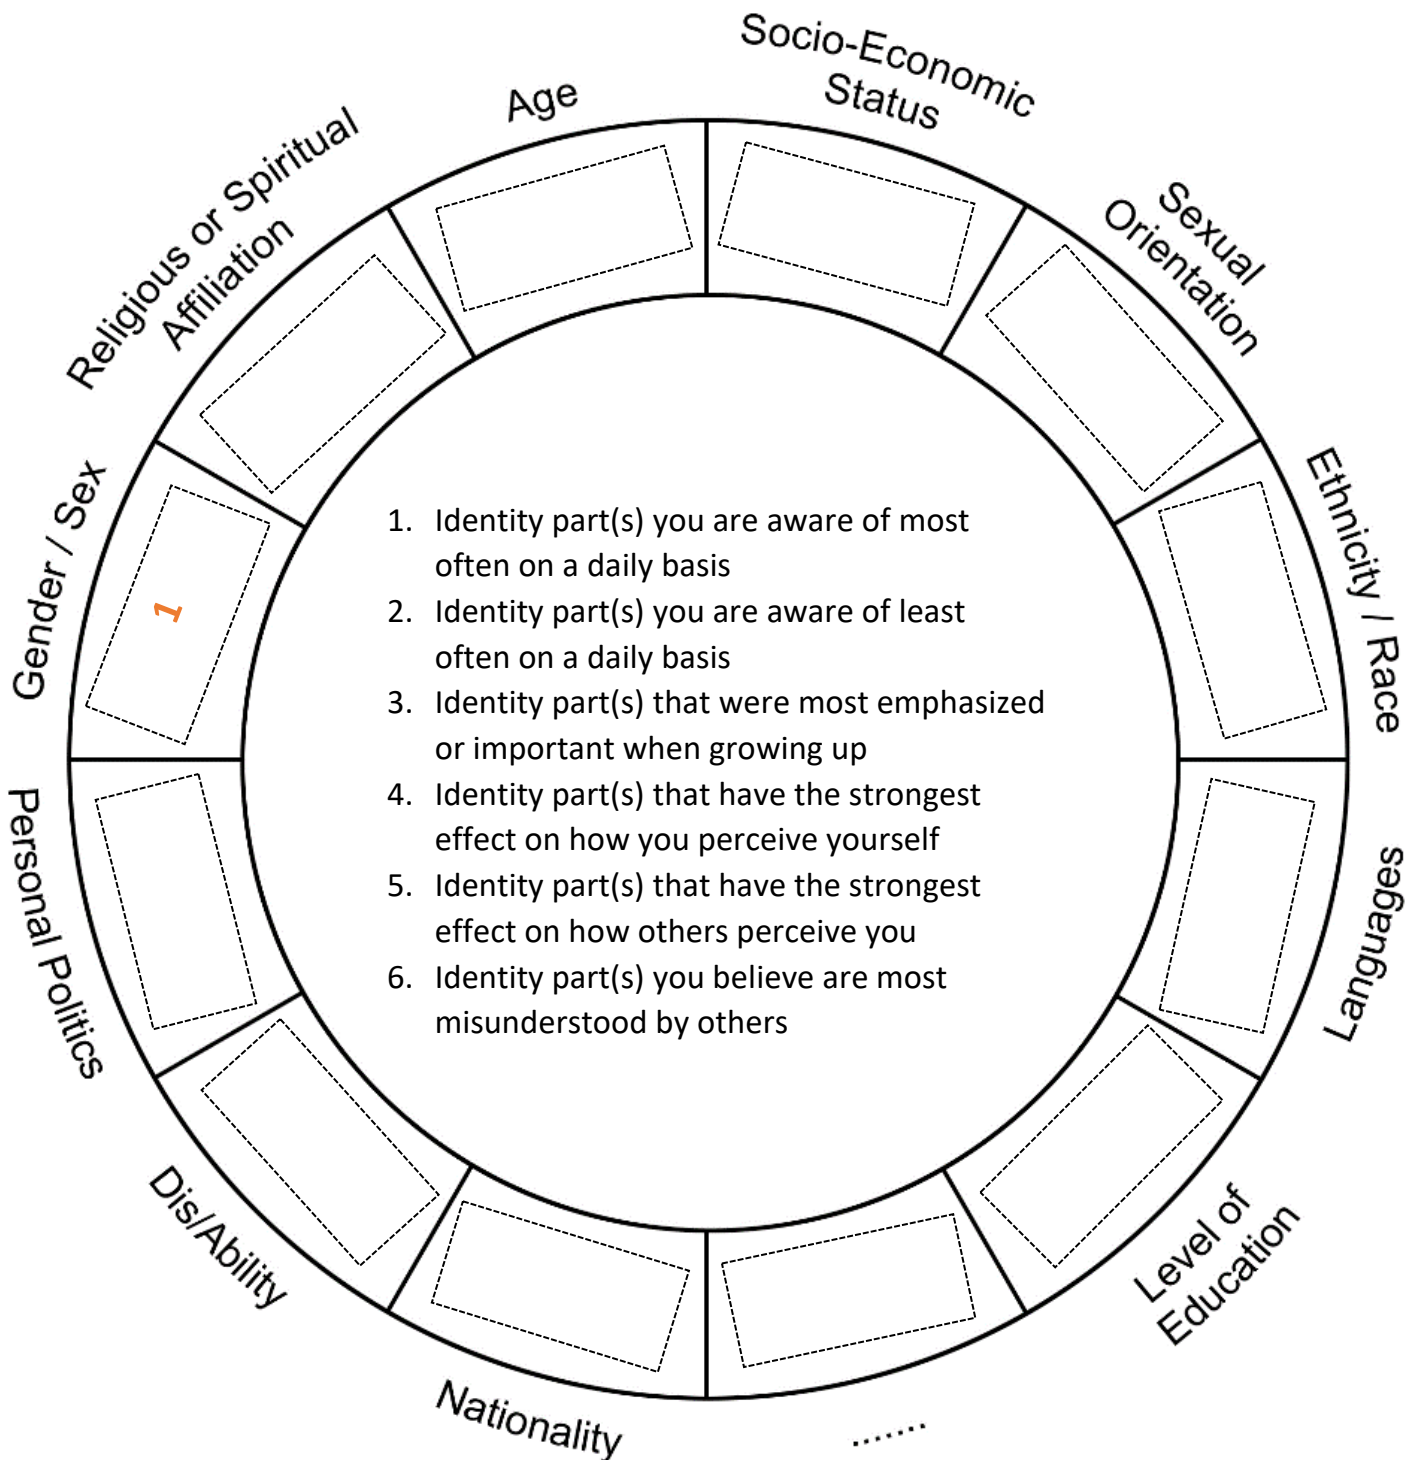 Socio-Economic
Status
Sexual
Orientation
Ethnicity / Race
Languages
Level of
Education
.......
Nationality
Dis/Ability
Personal Politics
Gender / Sex
1
Religious or Spiritual
Affiliation
Age
1. Identity part(s) you are aware of most
often on a daily basis
2. Identity part(s) you are aware of least
often on a daily basis
3. Identity part(s) that were most emphasized
or important when growing up
4. Identity part(s) that have the strongest
effect on how you perceive yourself
5. Identity part(s) that have the strongest
effect on how others perceive you
6. Identity part(s) you believe are most
misunderstood by others